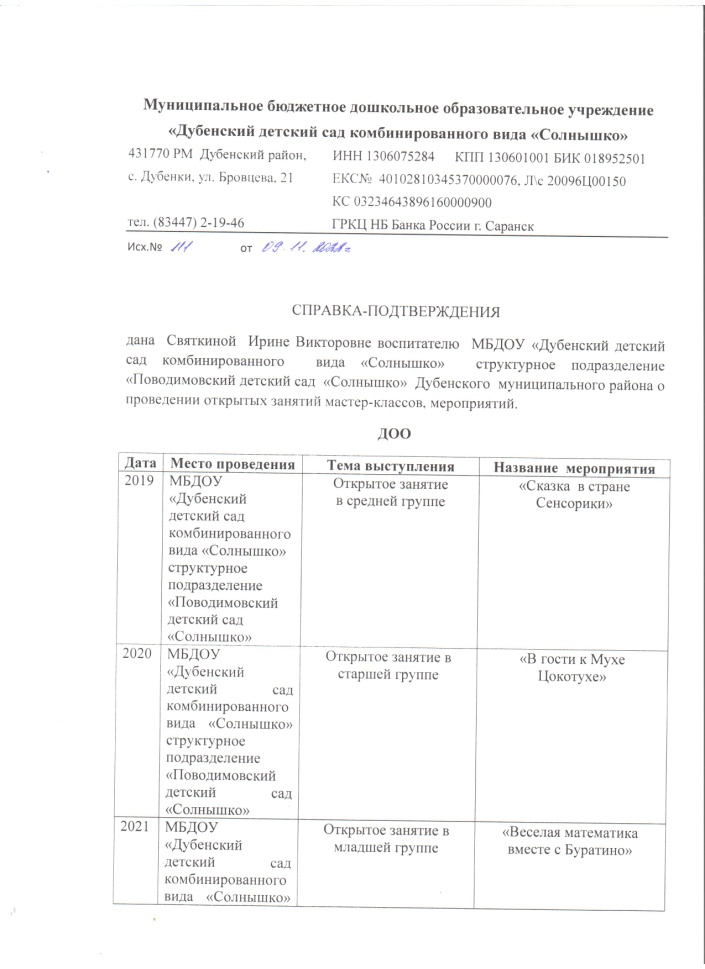 Муниципальное бюджетное дошкольное образовательное учреждение
«Дубенский детский сад комбинированного вида «Солнышко»
431770 РМ Дубенский район, ИНН 1306075284 КПП 130601001 БИК 018952501
с. Дубенки, ул. Бровцева, 21 ЕКС№ 40102810345370000076, Л\с 20096Ц00150
КС 03234643896160000900
тел. (83447) 2-19-46 ГРКЦ НБ Банка России г. Саранск
Исх.№ 111 от 09. 11.
СПРАВКА-ПОДТВЕРЖДЕНИЯ
дана Святкиной Ирине Викторовне воспитателю МБДОУ «Дубенский детский
сад комбинированного вида «Солнышко» структурное подразделение
«Поводимовский детский сад «Солнышко» Дубенского муниципального района о
проведении открытых занятий мастер-классов, мероприятий.
ДОО
Дата Место проведения Тема выступления Название мероприятия
2019 МБДОУ Открытое занятие «Сказка в стране
«Дубенский в средней группе Сенсорики»
детский сад
комбинированного
вида «Солнышко»
структурное
подразделение
«Поводимовский
детский сад
«Солнышко»
2020 МБДОУ Открытое занятие в «В гости к Мухе
«Дубенский старшей группе Цокотухе»
детский сад
комбинированного
вида «Солнышко»
структурное
подразделение
«Поводимовский
детский сад
«Солнышко»
2021 МБДОУ Открытое занятие в «Веселая математика
«Дубенский младшей группе вместе с Буратино»
детский сад
комбинированного
вида «Солнышко»